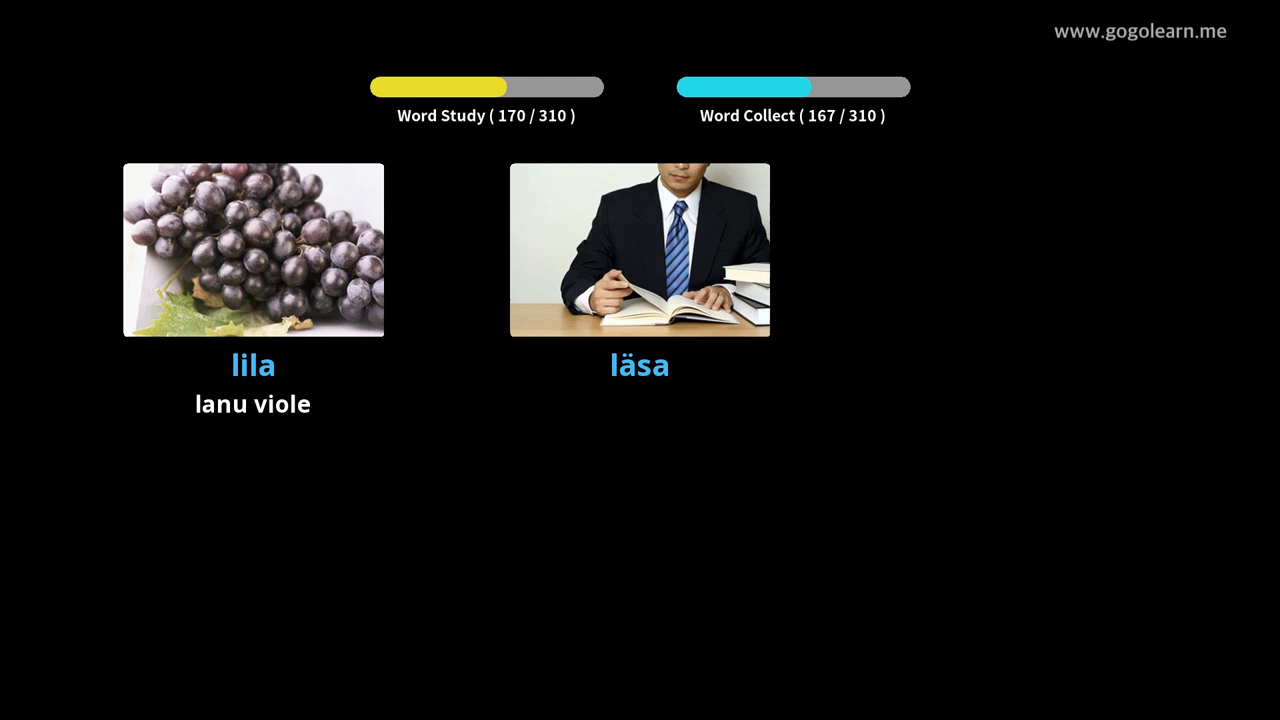 www.gogolearn.me
Word Study ( 170 / 310 )
Word Collect ( 167 / 310 )
lila
läsa
lanu viole